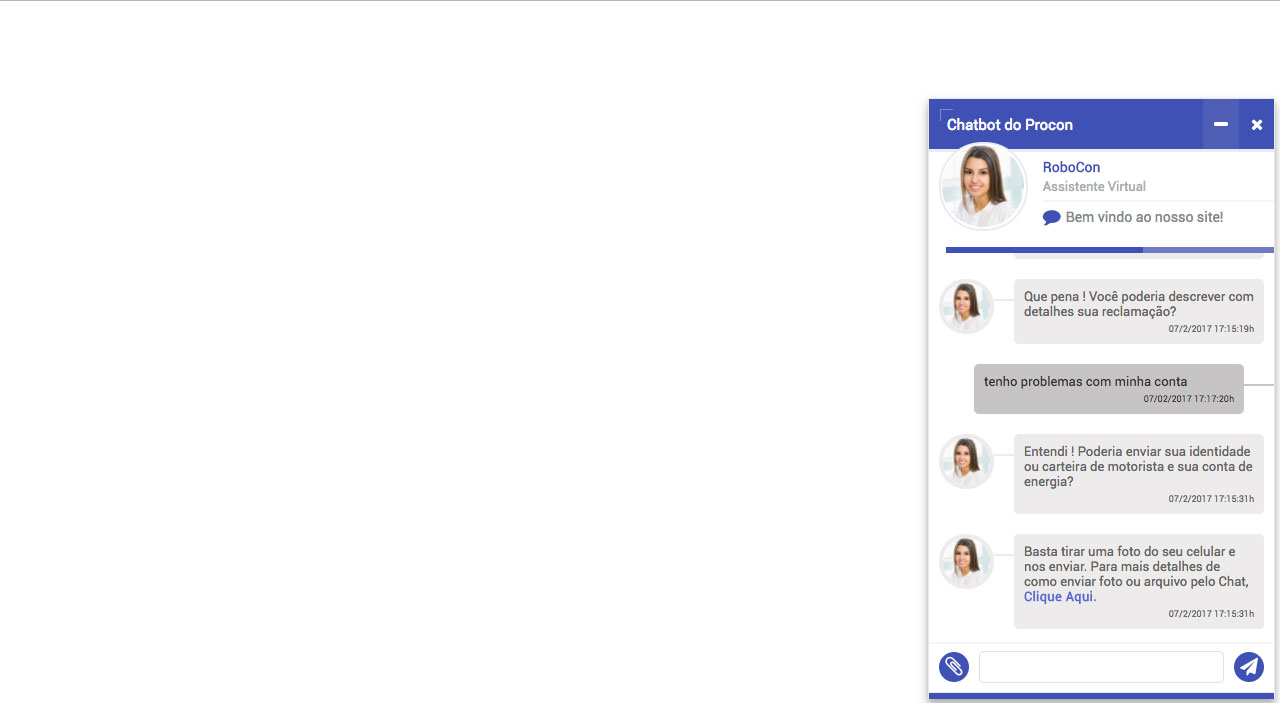 Chatbot do Procon
RoboCon
Assistente Virtual
Bem vindo ao nosso site!
Que pena ! Você poderia descrever com
detalhes sua reclamação?
07/2/2017 17:15:19h
tenho problemas com minha conta
07/02/2017 17:17:20h
Entendi ! Poderia enviar sua identidade
ou carteira de motorista e sua conta de
energia?
07/2/2017 17:15:31h
Basta tirar uma foto do seu celular e
nos enviar. Para mais detalhes de
como enviar foto ou arquivo pelo Chat,
Clique Aqui.
07/2/2017 17:15:31h